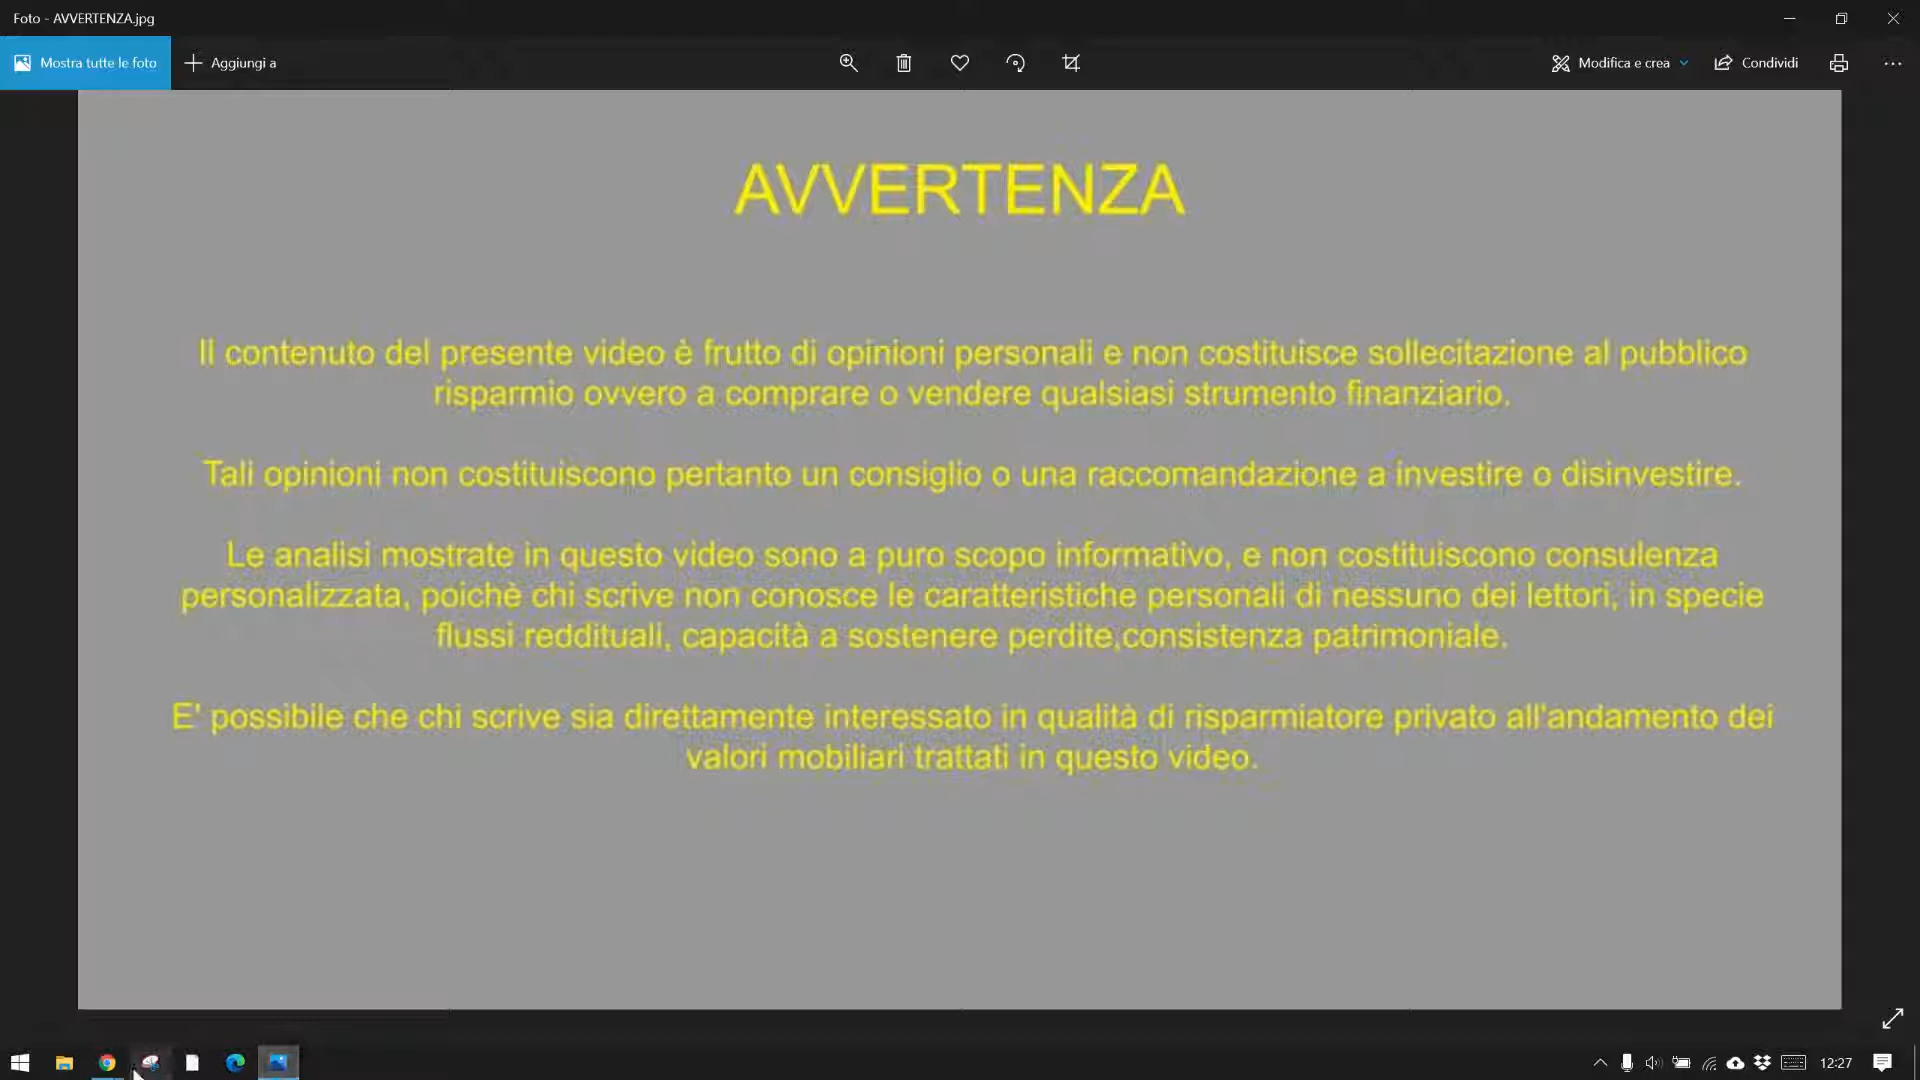 Foto - AVVERTENZA.jpg
Mostra tutte le foto
Aggiungi a
Modifica e crea
Condividi
AVVERTENZA
Il contenuto del presente video è frutto di opinioni personali e non costituisce sollecitazione al pubblico
risparmio ovvero a comprare o vendere qualsiasi strumento finanziario.
Tali opinioni non costituiscono pertanto un consiglio o una raccomandazione a investire o disinvestire.
Le analisi mostrate in questo video sono a puro scopo informativo, e non costituiscono consulenza
personalizzata, poichè chi scrive non conosce le caratteristiche personali di nessuno dei lettori, in specie
flussi reddituali, capacità a sostenere perdite,consistenza patrimoniale.
E' possibile che chi scrive sia direttamente interessato in qualità di risparmiatore privato all'andamento dei
valori mobiliari trattati in questo video.
12:27